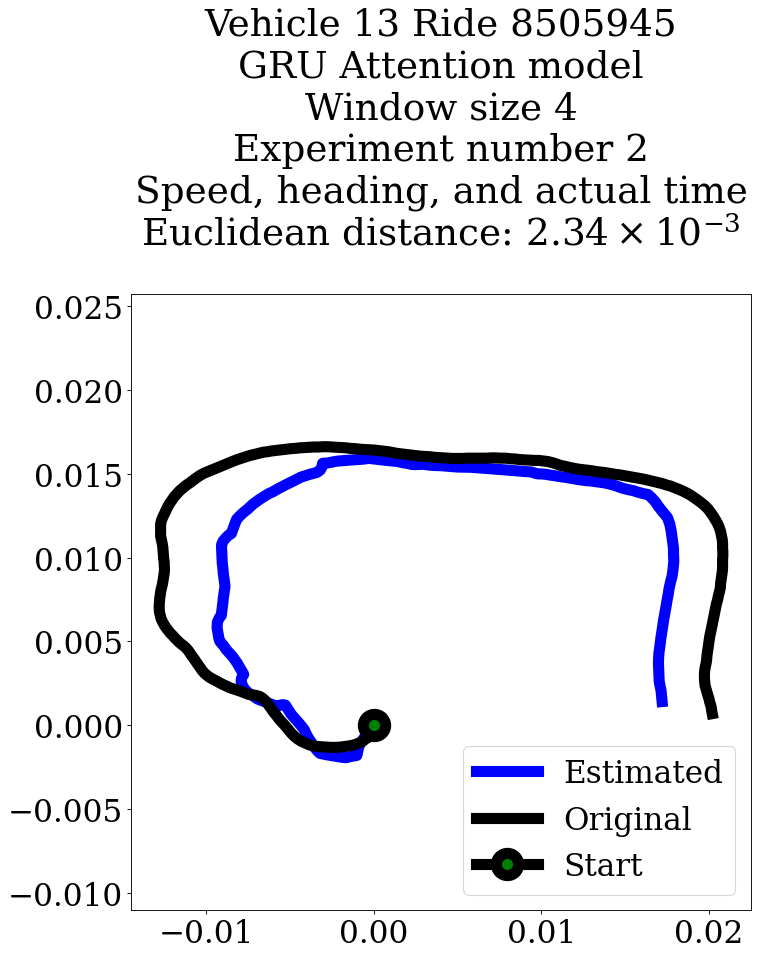 Vehicle 13 Ride 8505945
GRU Attention model
Window size 4
Experiment number 2
Speed, heading, and actual time
Euclidean distance: 2.34 × 10⁻³
0.025
0.020
0.015
0.010
0.005
0.000
−0.005
−0.010
−0.01 0.00 0.01 0.02
Estimated
Original
Start